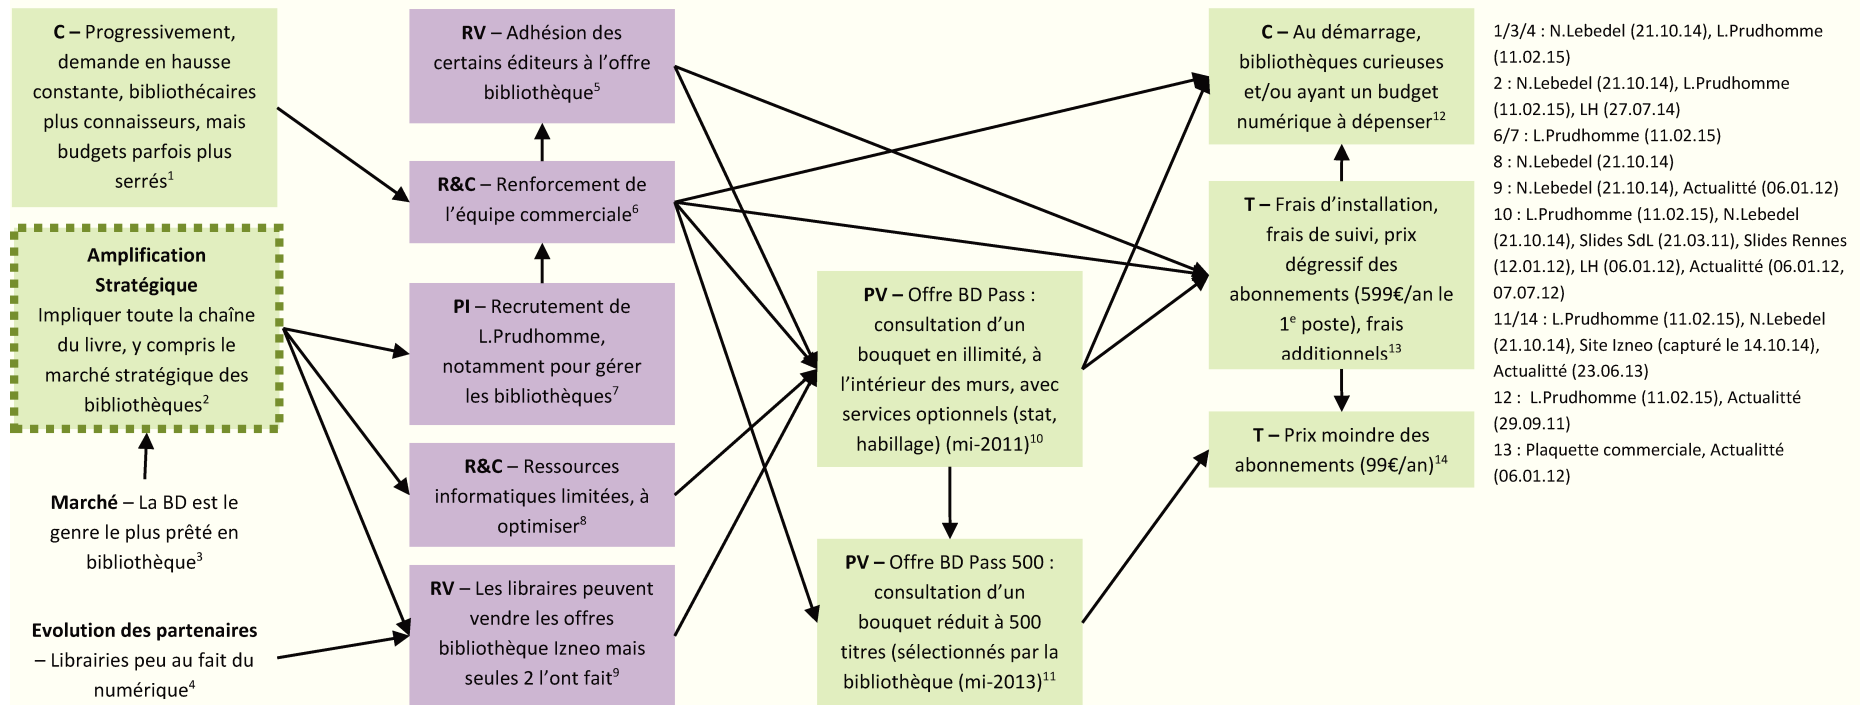 C – Progressivement,
demande en hausse
constante, bibliothécaires
plus connaisseurs, mais
budgets parfois plus
serrés1
Amplification
Stratégique
Impliquer toute la chaîne
du livre, y compris le
marché stratégique des
bibliothèques2
Marché – La BD est le
genre le plus prêté en
bibliothèque3
Evolution des partenaires
– Librairies peu au fait du
numérique4
RV – Adhésion des
certains éditeurs à l’offre
bibliothèque5
R&C – Renforcement de
l’équipe commerciale6
PI – Recrutement de
L.Prudhomme,
notamment pour gérer
les bibliothèques7
R&C – Ressources
informatiques limitées, à
optimiser8
RV – Les libraires peuvent
vendre les offres
bibliothèque Izneo mais
seules 2 l’ont fait9
PV – Offre BD Pass :
consultation d’un
bouquet en illimité, à
l’intérieur des murs, avec
services optionnels (stat,
habillage) (mi-2011)10
PV – Offre BD Pass 500 :
consultation d’un
bouquet réduit à 500
titres (sélectionnés par la
bibliothèque (mi-2013)11
C – Au démarrage,
bibliothèques curieuses
et/ou ayant un budget
numérique à dépenser12
T – Frais d’installation,
frais de suivi, prix
dégressif des
abonnements (599€/an le
1e poste), frais
additionnels13
T – Prix moindre des
abonnements (99€/an)14
1/3/4 : N.Lebedel (21.10.14), L.Prudhomme
(11.02.15)
2 : N.Lebedel (21.10.14), L.Prudhomme
(11.02.15), LH (27.07.14)
6/7 : L.Prudhomme (11.02.15)
8 : N.Lebedel (21.10.14)
9 : N.Lebedel (21.10.14), Actualitté (06.01.12)
10 : L.Prudhomme (11.02.15), N.Lebedel
(21.10.14), Slides SdL (21.03.11), Slides Rennes
(12.01.12), LH (06.01.12), Actualitté (06.01.12,
07.07.12)
11/14 : L.Prudhomme (11.02.15), N.Lebedel
(21.10.14), Site Izneo (capturé le 14.10.14),
Actualitté (23.06.13)
12 :  L.Prudhomme (11.02.15), Actualitté
(29.09.11)
13 : Plaquette commerciale, Actualitté
(06.01.12)